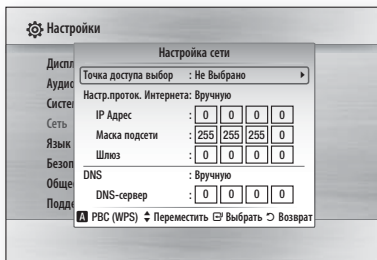 Настройки
Настройка сети
Точка доступа выбор : Не Выбрано
Настр.проток. Интернета: Вручную
IP Адрес : 0 0 0 0
Маска подсети : 255 255 255 0
Шлюз : 0 0 0 0
DNS : Вручную
DNS-сервер : 0 0 0 0
A PBC (WPS) Переместить Выбрать Возврат
Диспл
Аудио
Систе
Сеть
Язык
Безоп
Обще
Подде